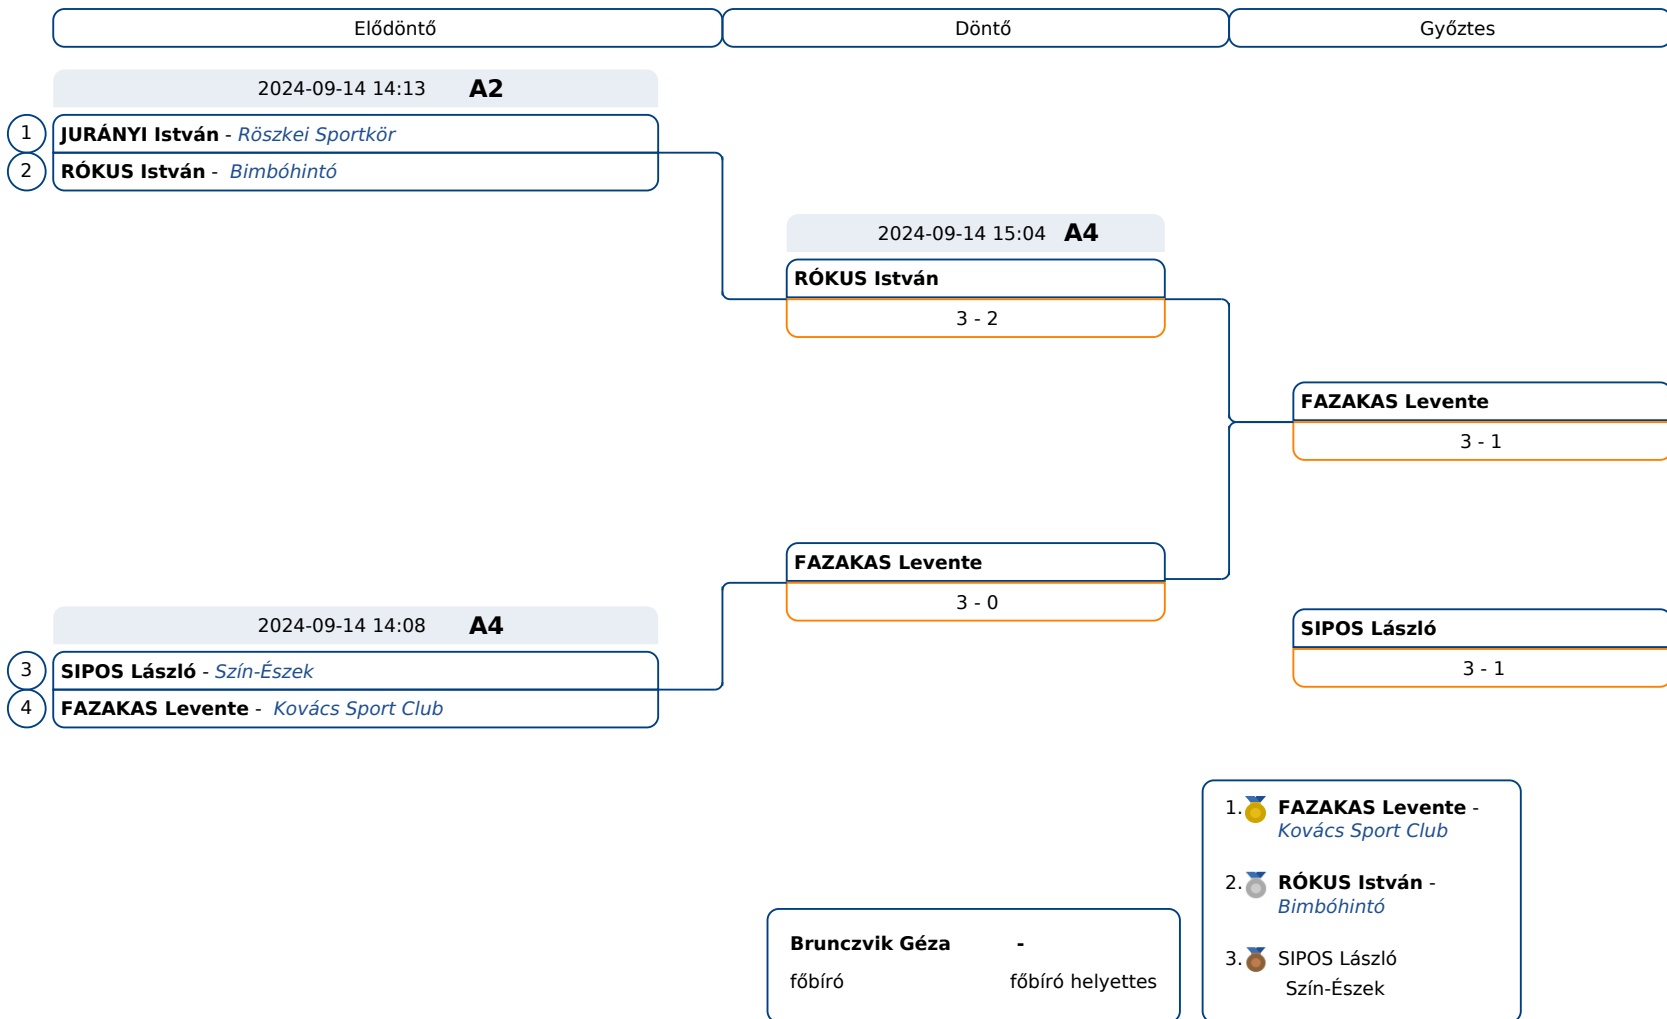 Elődöntő
Döntő
Győztes
2024-09-14 14:13 A2
1 JURÁNYI István - Röszkei Sportkör
2 RÓKUS István - Bimbóhintó
2024-09-14 15:04 A4
RÓKUS István
3 - 2
FAZAKAS Levente
3 - 1
FAZAKAS Levente
3 - 0
2024-09-14 14:08 A4
3 SIPOS László - Szín-Észek
4 FAZAKAS Levente - Kovács Sport Club
SIPOS László
3 - 1
1. FAZAKAS Levente -
Kovács Sport Club
2. RÓKUS István -
Bimbóhintó
3. SIPOS László
Szín-Észek
Brunczvik Géza -
főbíró főbíró helyettes